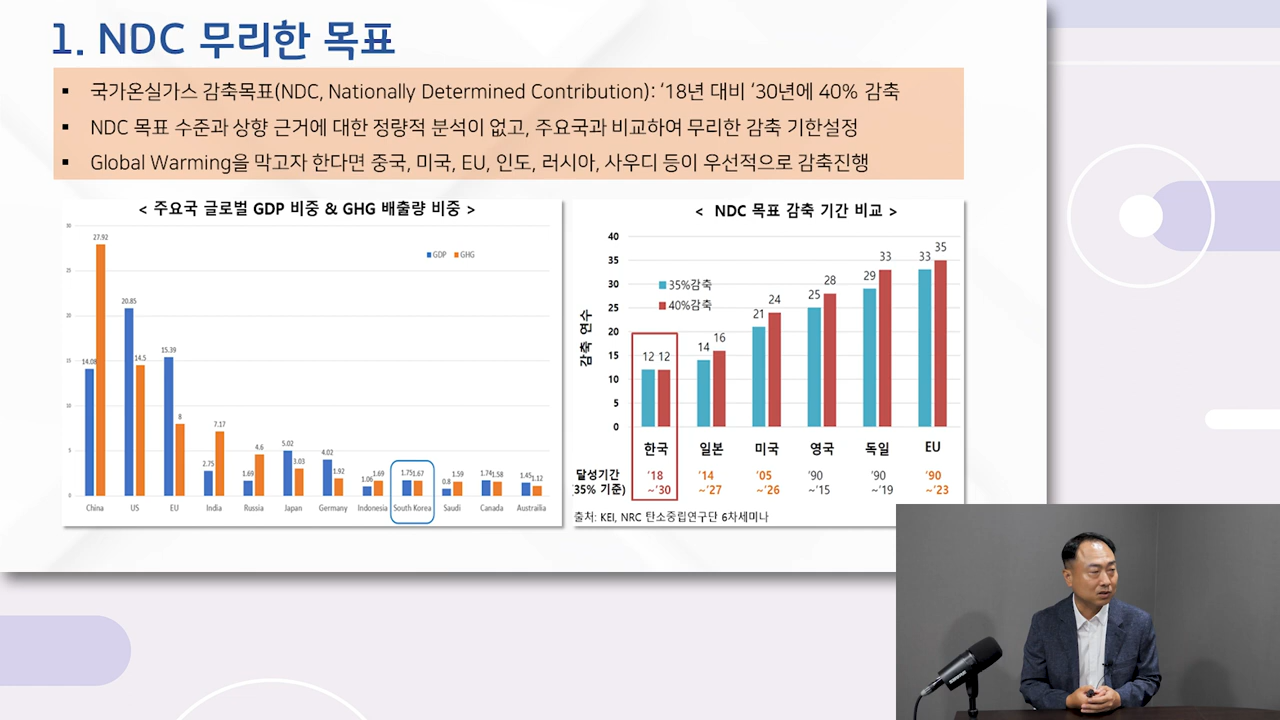 1. NDC 무리한 목표
▪ 국가온실가스 감축목표(NDC, Nationally Determined Contribution): ‘18년 대비 ‘30년에 40% 감축
▪ NDC 목표 수준과 상향 근거에 대한 정량적 분석이 없고, 주요국과 비교하여 무리한 감축 기한설정
▪ Global Warming을 막고자 한다면 중국, 미국, EU, 인도, 러시아, 사우디 등이 우선적으로 감축진행
< 주요국 글로벌 GDP 비중 & GHG 배출량 비중 >
GDP GHG
30
25
20
15
10
5
0
14.08 27.92
20.85 14.5
15.39 8
2.75 7.17
1.69 4.6
5.02 3.03
4.02 1.92
1.06 1.69
1.75 1.67
0.8 1.59
1.74 1.58
1.45 1.12
China US EU India Russia Japan Germany Indonesia South Korea Saudi Canada Austrailia
< NDC 목표 감축 기간 비교 >
감축 연수
35%감축
40%감축
40
35
30
25
20
15
10
5
0
12 12
14 16
21 24
25 28
29 33
33 35
한국 일본 미국 영국 독일 EU
달성기간 ‘18 ‘14 ‘05 ‘90 ‘90 ‘90
35% 기준) ~‘30 ~‘27 ~‘26 ~‘15 ~‘19 ~‘23
출처: KEI, NRC 탄소중립연구단 6차세미나